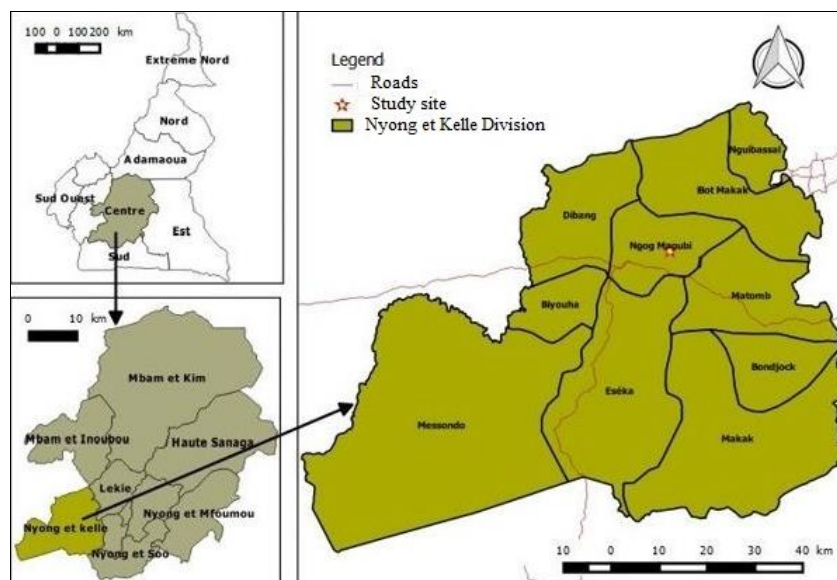 100 0 100 200 km
Extrême Nord
Nord
Adamaoua
Sud Ouest
Centre
Est
Sud
0 10 km
Mbam et Kim
Mbam et Inoubou
Haute Sanaga
Lekie
Nyong et kelle
Nyong et Mfoumou
Nyong et Soo
Legend
Roads
Study site
Nyong et Kelle Division
Nguibassal
Bot Makak
Dibang
Ngog Mapubi
Matomb
Biyouha
Bondjock
Eséka
Messondo
Makak
10 0 10 20 30 40 km